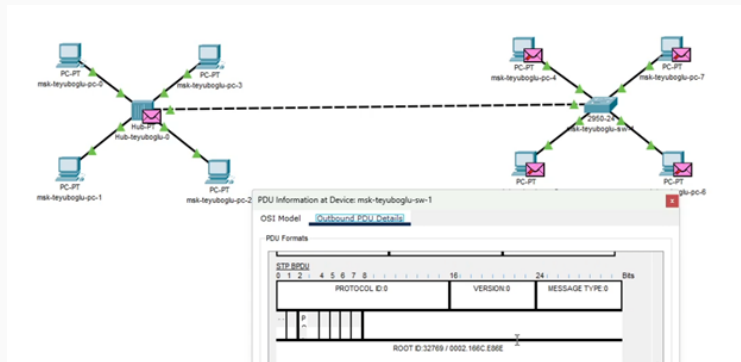 PC-PT
msk-teyuboglu-pc-0
PC-PT
msk-teyuboglu-pc-3
Hub-PT
Hub-teyuboglu-0
PC-PT
msk-teyuboglu-pc-1
PC-PT
msk-teyuboglu-pc-2
PC-PT
msk-teyuboglu-pc-4
PC-PT
msk-teyuboglu-pc-7
2950-24
msk-teyuboglu-sw-1
PC-PT
PC-PT
glu-pc-6
PDU Information at Device: msk-teyuboglu-sw-1
x
OSI Model Outbound PDU Details
PDU Formats
STP BPDU
0 1 2 4 5 6 7 8 16 24 Bits
PROTOCOL ID:0 VERSION:0 MESSAGE TYPE:0
P
ROOT ID:32769 / 0002.166C.E86E